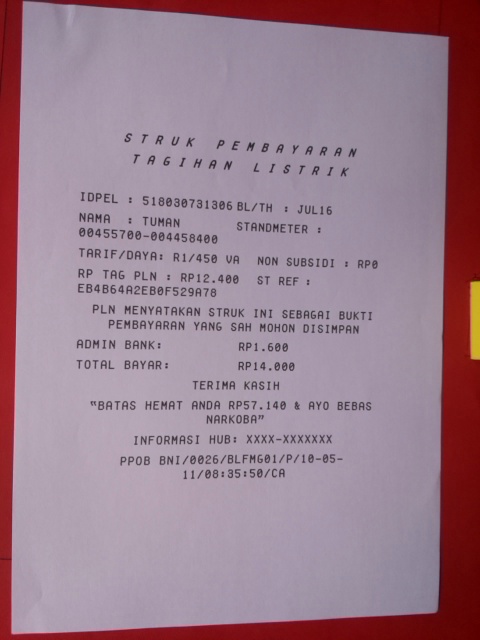 STRUK PEMBAYARAN
TAGIHAN LISTRIK
IDPEL : 518030731306 BL/TH : JUL16
NAMA : TUMAN STANDMETER :
00455700-004458400
TARIF/DAYA: R1/450 VA NON SUBSIDI : RP0
RP TAG PLN : RP12.400 ST REF :
EB4B64A2EB0F529A78
PLN MENYATAKAN STRUK INI SEBAGAI BUKTI
PEMBAYARAN YANG SAH MOHON DISIMPAN
ADMIN BANK: RP1.600
TOTAL BAYAR: RP14.000
TERIMA KASIH
"BATAS HEMAT ANDA RP57.140 & AYO BEBAS
NARKOBA"
INFORMASI HUB: XXXX-XXXXXXX
PPOB BNI/0026/BLFMG01/P/10-05-
11/08:35:50/CA